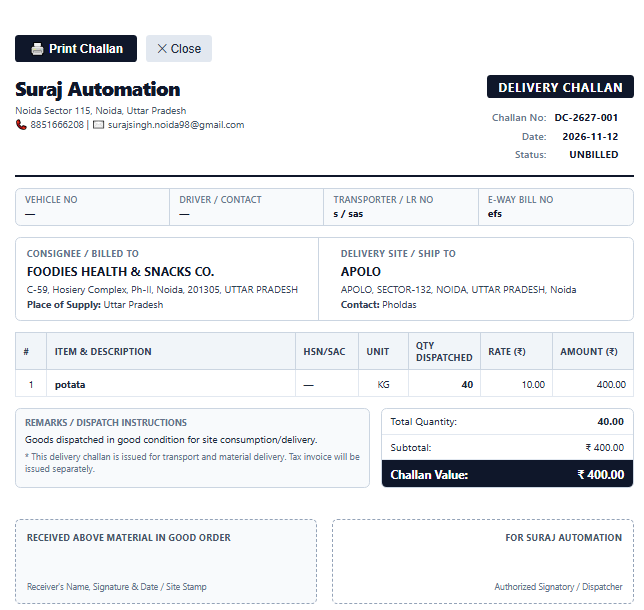 Print Challan
× Close
Suraj Automation
DELIVERY CHALLAN
Noida Sector 115, Noida, Uttar Pradesh
8851666208 | surajsingh.noida98@gmail.com
Challan No: DC-2627-001
Date: 2026-11-12
Status: UNBILLED
VEHICLE NO
—
DRIVER / CONTACT
—
TRANSPORTER / LR NO
s / sas
E-WAY BILL NO
efs
CONSIGNEE / BILLED TO
FOODIES HEALTH & SNACKS CO.
C-59, Hosiery Complex, Ph-II, Noida, 201305, UTTAR PRADESH
Place of Supply: Uttar Pradesh
DELIVERY SITE / SHIP TO
APOLO
APOLO, SECTOR-132, NOIDA, UTTAR PRADESH, Noida
Contact: Pholdas
# ITEM & DESCRIPTION HSN/SAC UNIT QTY DISPATCHED RATE (₹) AMOUNT (₹)
1 potata — KG 40 10.00 400.00
REMARKS / DISPATCH INSTRUCTIONS
Goods dispatched in good condition for site consumption/delivery.
* This delivery challan is issued for transport and material delivery. Tax invoice will be
issued separately.
Total Quantity: 40.00
Subtotal: ₹ 400.00
Challan Value: ₹ 400.00
RECEIVED ABOVE MATERIAL IN GOOD ORDER
Receiver's Name, Signature & Date / Site Stamp
FOR SURAJ AUTOMATION
Authorized Signatory / Dispatcher